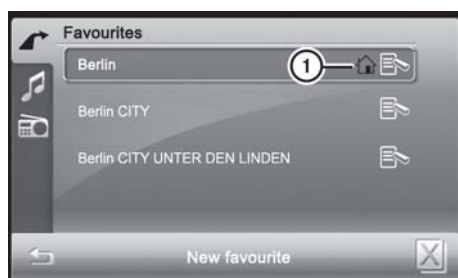 Favourites
Berlin
1
Berlin CITY
Berlin CITY UNTER DEN LINDEN
New favourite